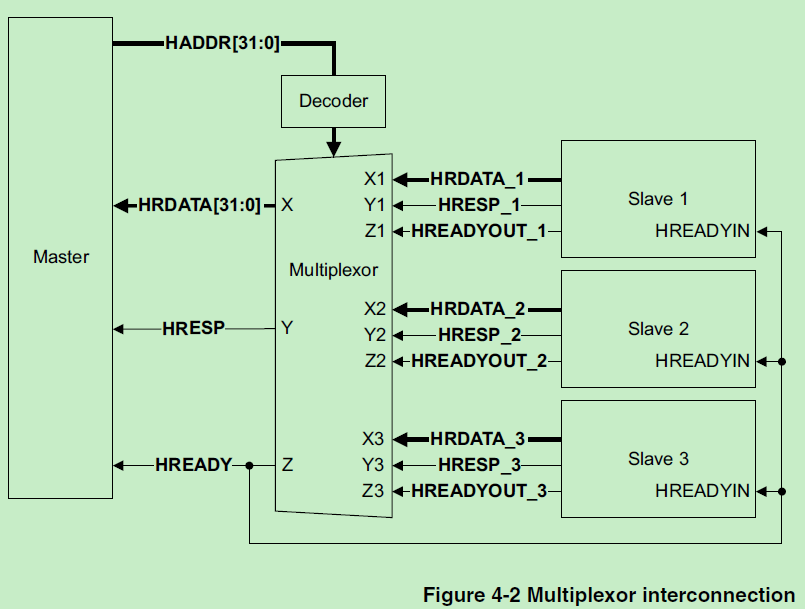 HADDR[31:0]
Decoder
X1 HRDATA_1
HRDATA[31:0] X Y1 HRESP_1 Slave 1
Z1 HREADYOUT_1 HREADYIN
Master
Multiplexor
X2 HRDATA_2
HRESP Y Y2 HRESP_2 Slave 2
Z2 HREADYOUT_2 HREADYIN
X3 HRDATA_3
HREADY Z Y3 HRESP_3 Slave 3
Z3 HREADYOUT_3 HREADYIN
Figure 4-2 Multiplexor interconnection